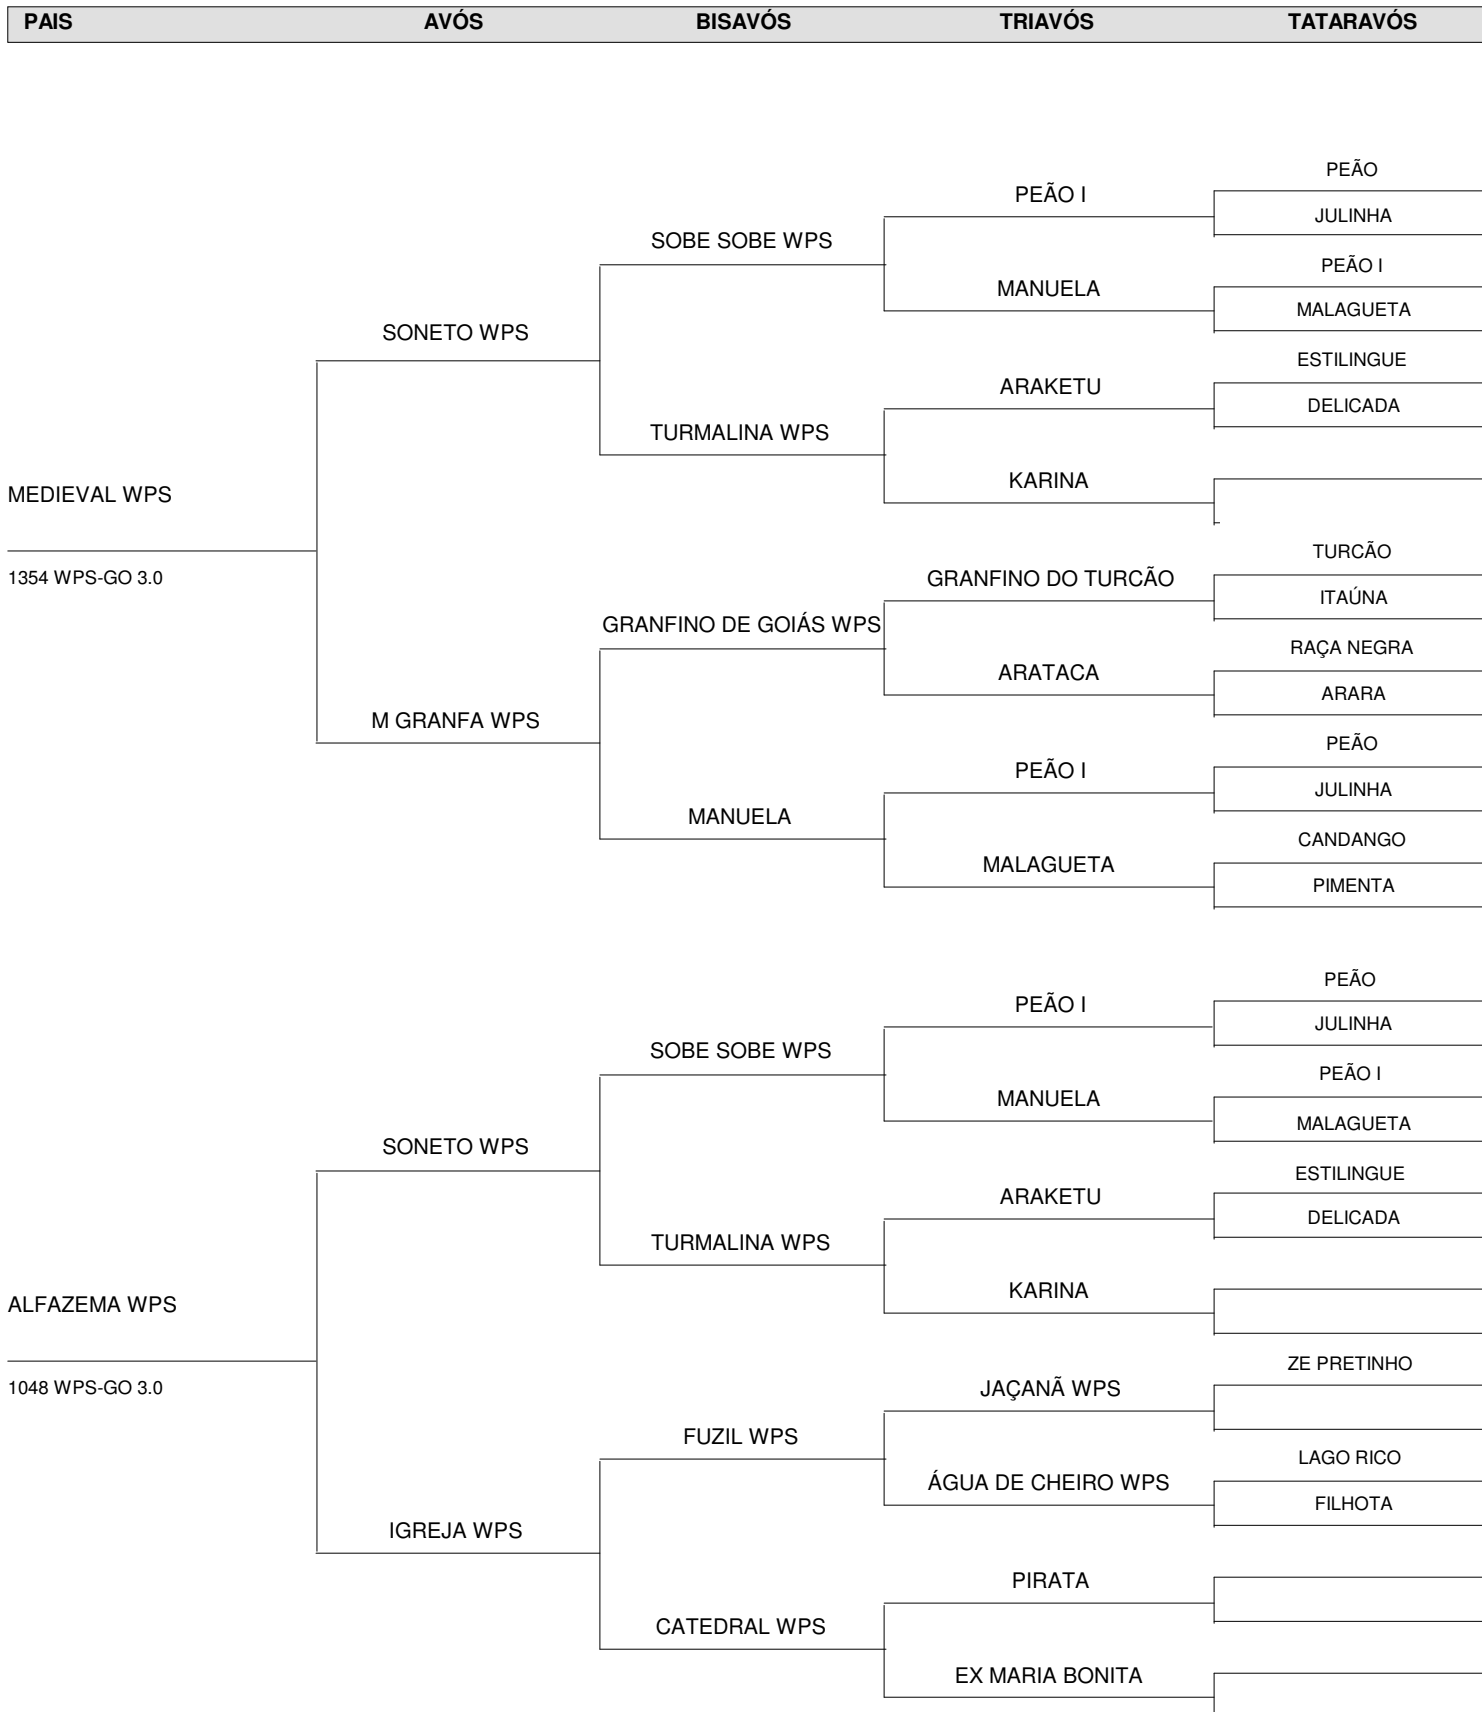 PAIS AVÓS BISAVÓS TRIAVÓS TATARAVÓS
PEÃO
PEÃO I
JULINHA
SOBE SOBE WPS
PEÃO I
MANUELA
MALAGUETA
SONETO WPS
ESTILINGUE
ARAKETU
DELICADA
TURMALINA WPS
KARINA
MEDIEVAL WPS
TURCÃO
1354 WPS-GO 3.0
GRANFINO DO TURCÃO
ITAÚNA
GRANFINO DE GOIÁS WPS
RAÇA NEGRA
ARATACA
ARARA
M GRANFA WPS
PEÃO
PEÃO I
JULINHA
MANUELA
CANDANGO
MALAGUETA
PIMENTA
PEÃO
PEÃO I
JULINHA
SOBE SOBE WPS
PEÃO I
MANUELA
MALAGUETA
SONETO WPS
ESTILINGUE
ARAKETU
DELICADA
TURMALINA WPS
KARINA
ALFAZEMA WPS
ZE PRETINHO
1048 WPS-GO 3.0
JAÇANÃ WPS
FUZIL WPS
LAGO RICO
ÁGUA DE CHEIRO WPS
FILHOTA
IGREJA WPS
PIRATA
CATEDRAL WPS
EX MARIA BONITA